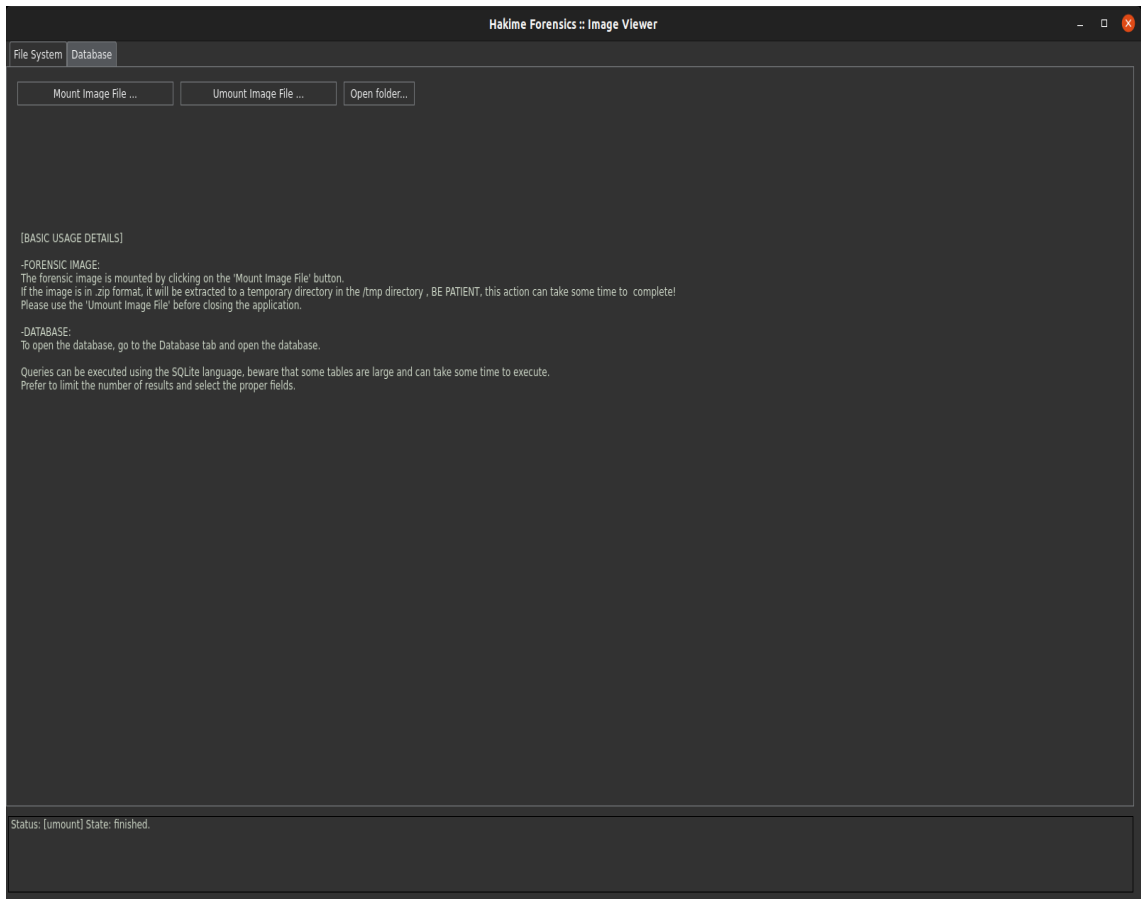 Hakime Forensics :: Image Viewer
File System Database
Mount Image File ... Umount Image File ... Open folder...
[BASIC USAGE DETAILS]
-FORENSIC IMAGE:
The forensic image is mounted by clicking on the 'Mount Image File' button.
If the image is in .zip format, it will be extracted to a temporary directory in the /tmp directory , BE PATIENT, this action can take some time to  complete!
Please use the 'Umount Image File' before closing the application.
-DATABASE:
To open the database, go to the Database tab and open the database.
Queries can be executed using the SQLite language, beware that some tables are large and can take some time to execute.
Prefer to limit the number of results and select the proper fields.
Status: [umount] State: finished.